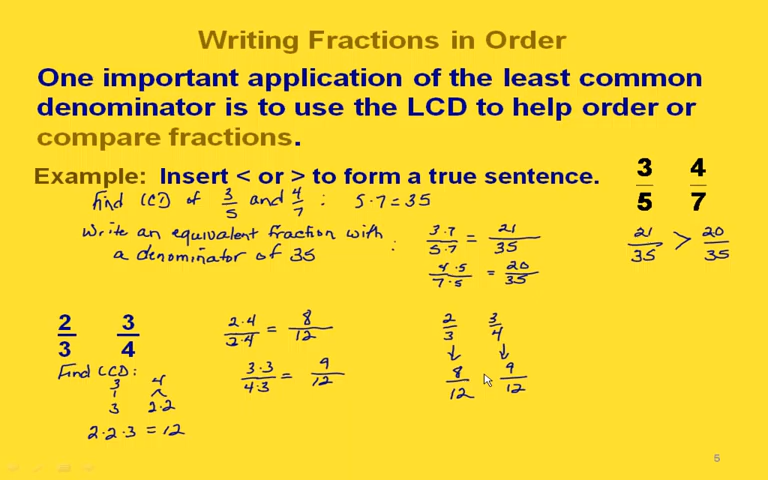 Writing Fractions in Order
One important application of the least common
denominator is to use the LCD to help order or
compare fractions.
Example: Insert < or > to form a true sentence.
3/5 4/7
Find LCD of 3/5 and 4/7 : 5·7=35
Write an equivalent fraction with
a denominator of 35 :
3·7/5·7 = 21/35
4·5/7·5 = 20/35
21/35 > 20/35
2/3 3/4
Find LCD:
3 4
3 2·2
2·2·3 = 12
2·4/2·4 = 8/12
3·3/4·3 = 9/12
2/3 3/4
↓ ↓
8/12 9/12
5